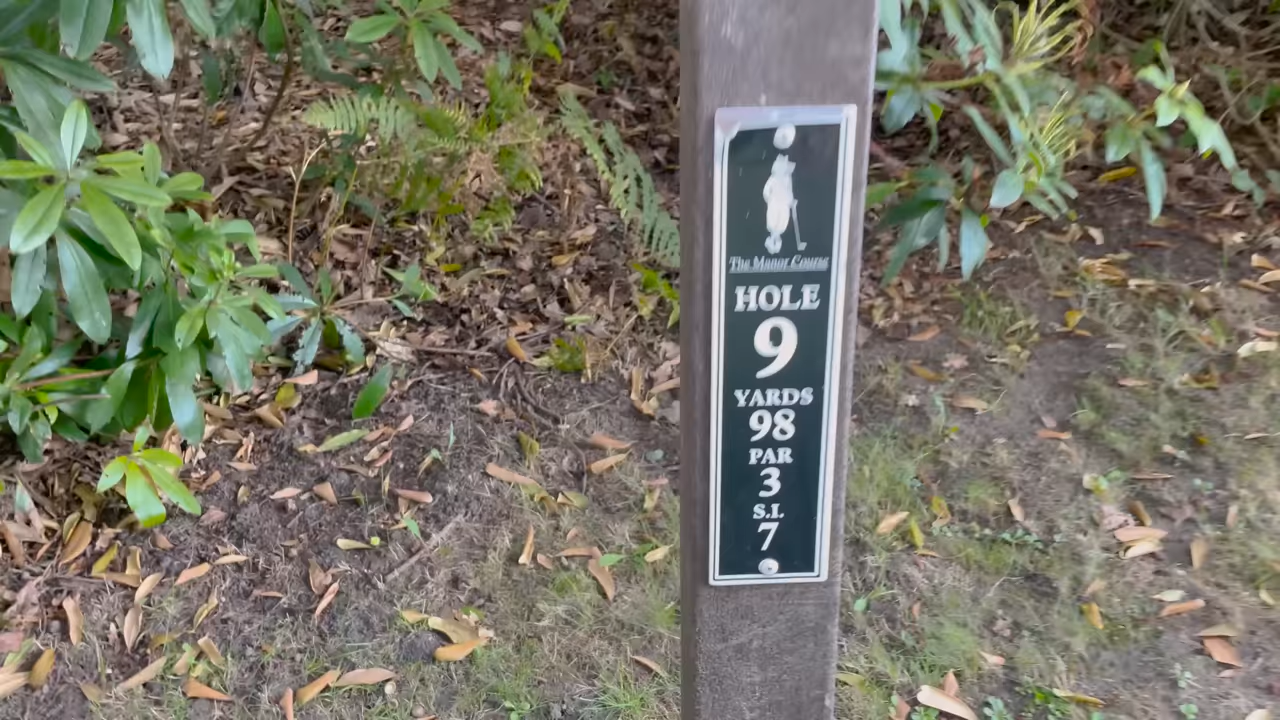 The Manor Course
HOLE
9
YARDS
98
PAR
3
S.I.
7